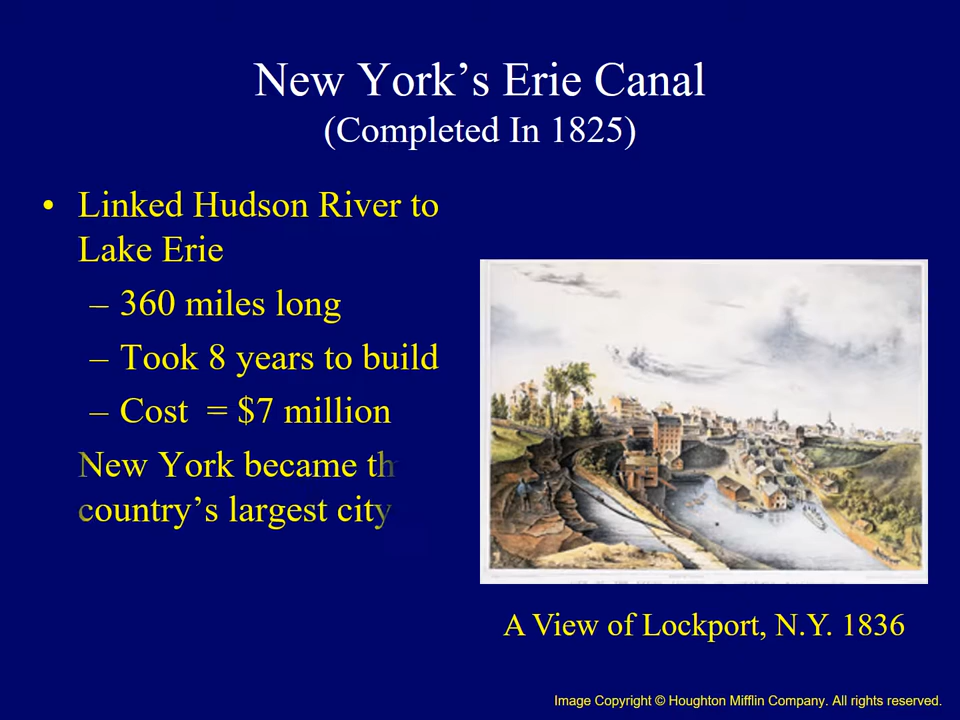 New York's Erie Canal
(Completed In 1825)
• Linked Hudson River to
Lake Erie
– 360 miles long
– Took 8 years to build
– Cost = $7 million
New York became th
country's largest city
A View of Lockport, N.Y. 1836
Image Copyright © Houghton Mifflin Company. All rights reserved.